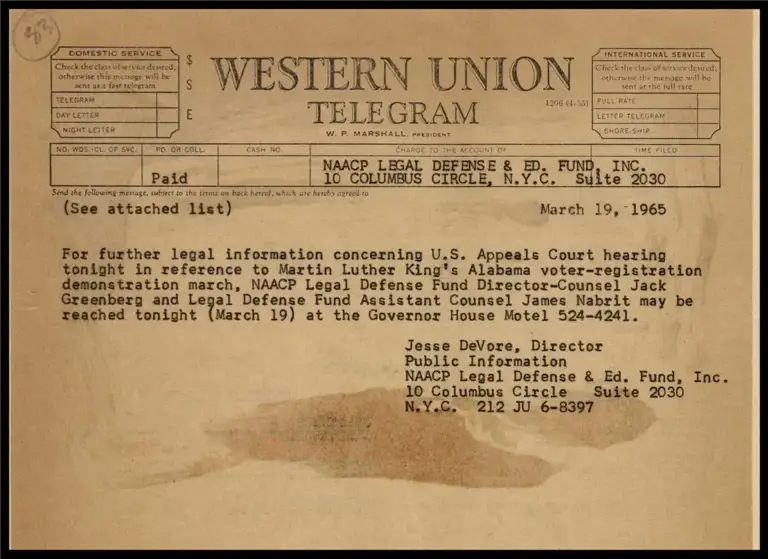 83
DOMESTIC SERVICE
Check the class of service desired;
otherwise this message will be
sent as a fast telegram
TELEGRAM
DAY LETTER
NIGHT LETTER
$
S
E
WESTERN UNION
TELEGRAM
1206 (4-55)
W. P. MARSHALL, PRESIDENT
INTERNATIONAL SERVICE
Check the class of service desired;
otherwise the message will be
sent at the full rate
FULL RATE
LETTER TELEGRAM
SHORE-SHIP
NO. WDS.-CL. OF SVC. PD. OR COLL. CASH NO. CHARGE TO THE ACCOUNT OF TIME FILED
NAACP LEGAL DEFENSE & ED. FUND, INC.
Paid 10 COLUMBUS CIRCLE, N.Y.C. Suite 2030
Send the following message, subject to the terms on back hereof, which are hereby agreed to
(See attached list) March 19, 1965
For further legal information concerning U.S. Appeals Court hearing
tonight in reference to Martin Luther King's Alabama voter-registration
demonstration march, NAACP Legal Defense Fund Director-Counsel Jack
Greenberg and Legal Defense Fund Assistant Counsel James Nabrit may be
reached tonight (March 19) at the Governor House Motel 524-4241.
Jesse DeVore, Director
Public Information
NAACP Legal Defense & Ed. Fund, Inc.
10 Columbus Circle Suite 2030
N.Y.C. 212 JU 6-8397